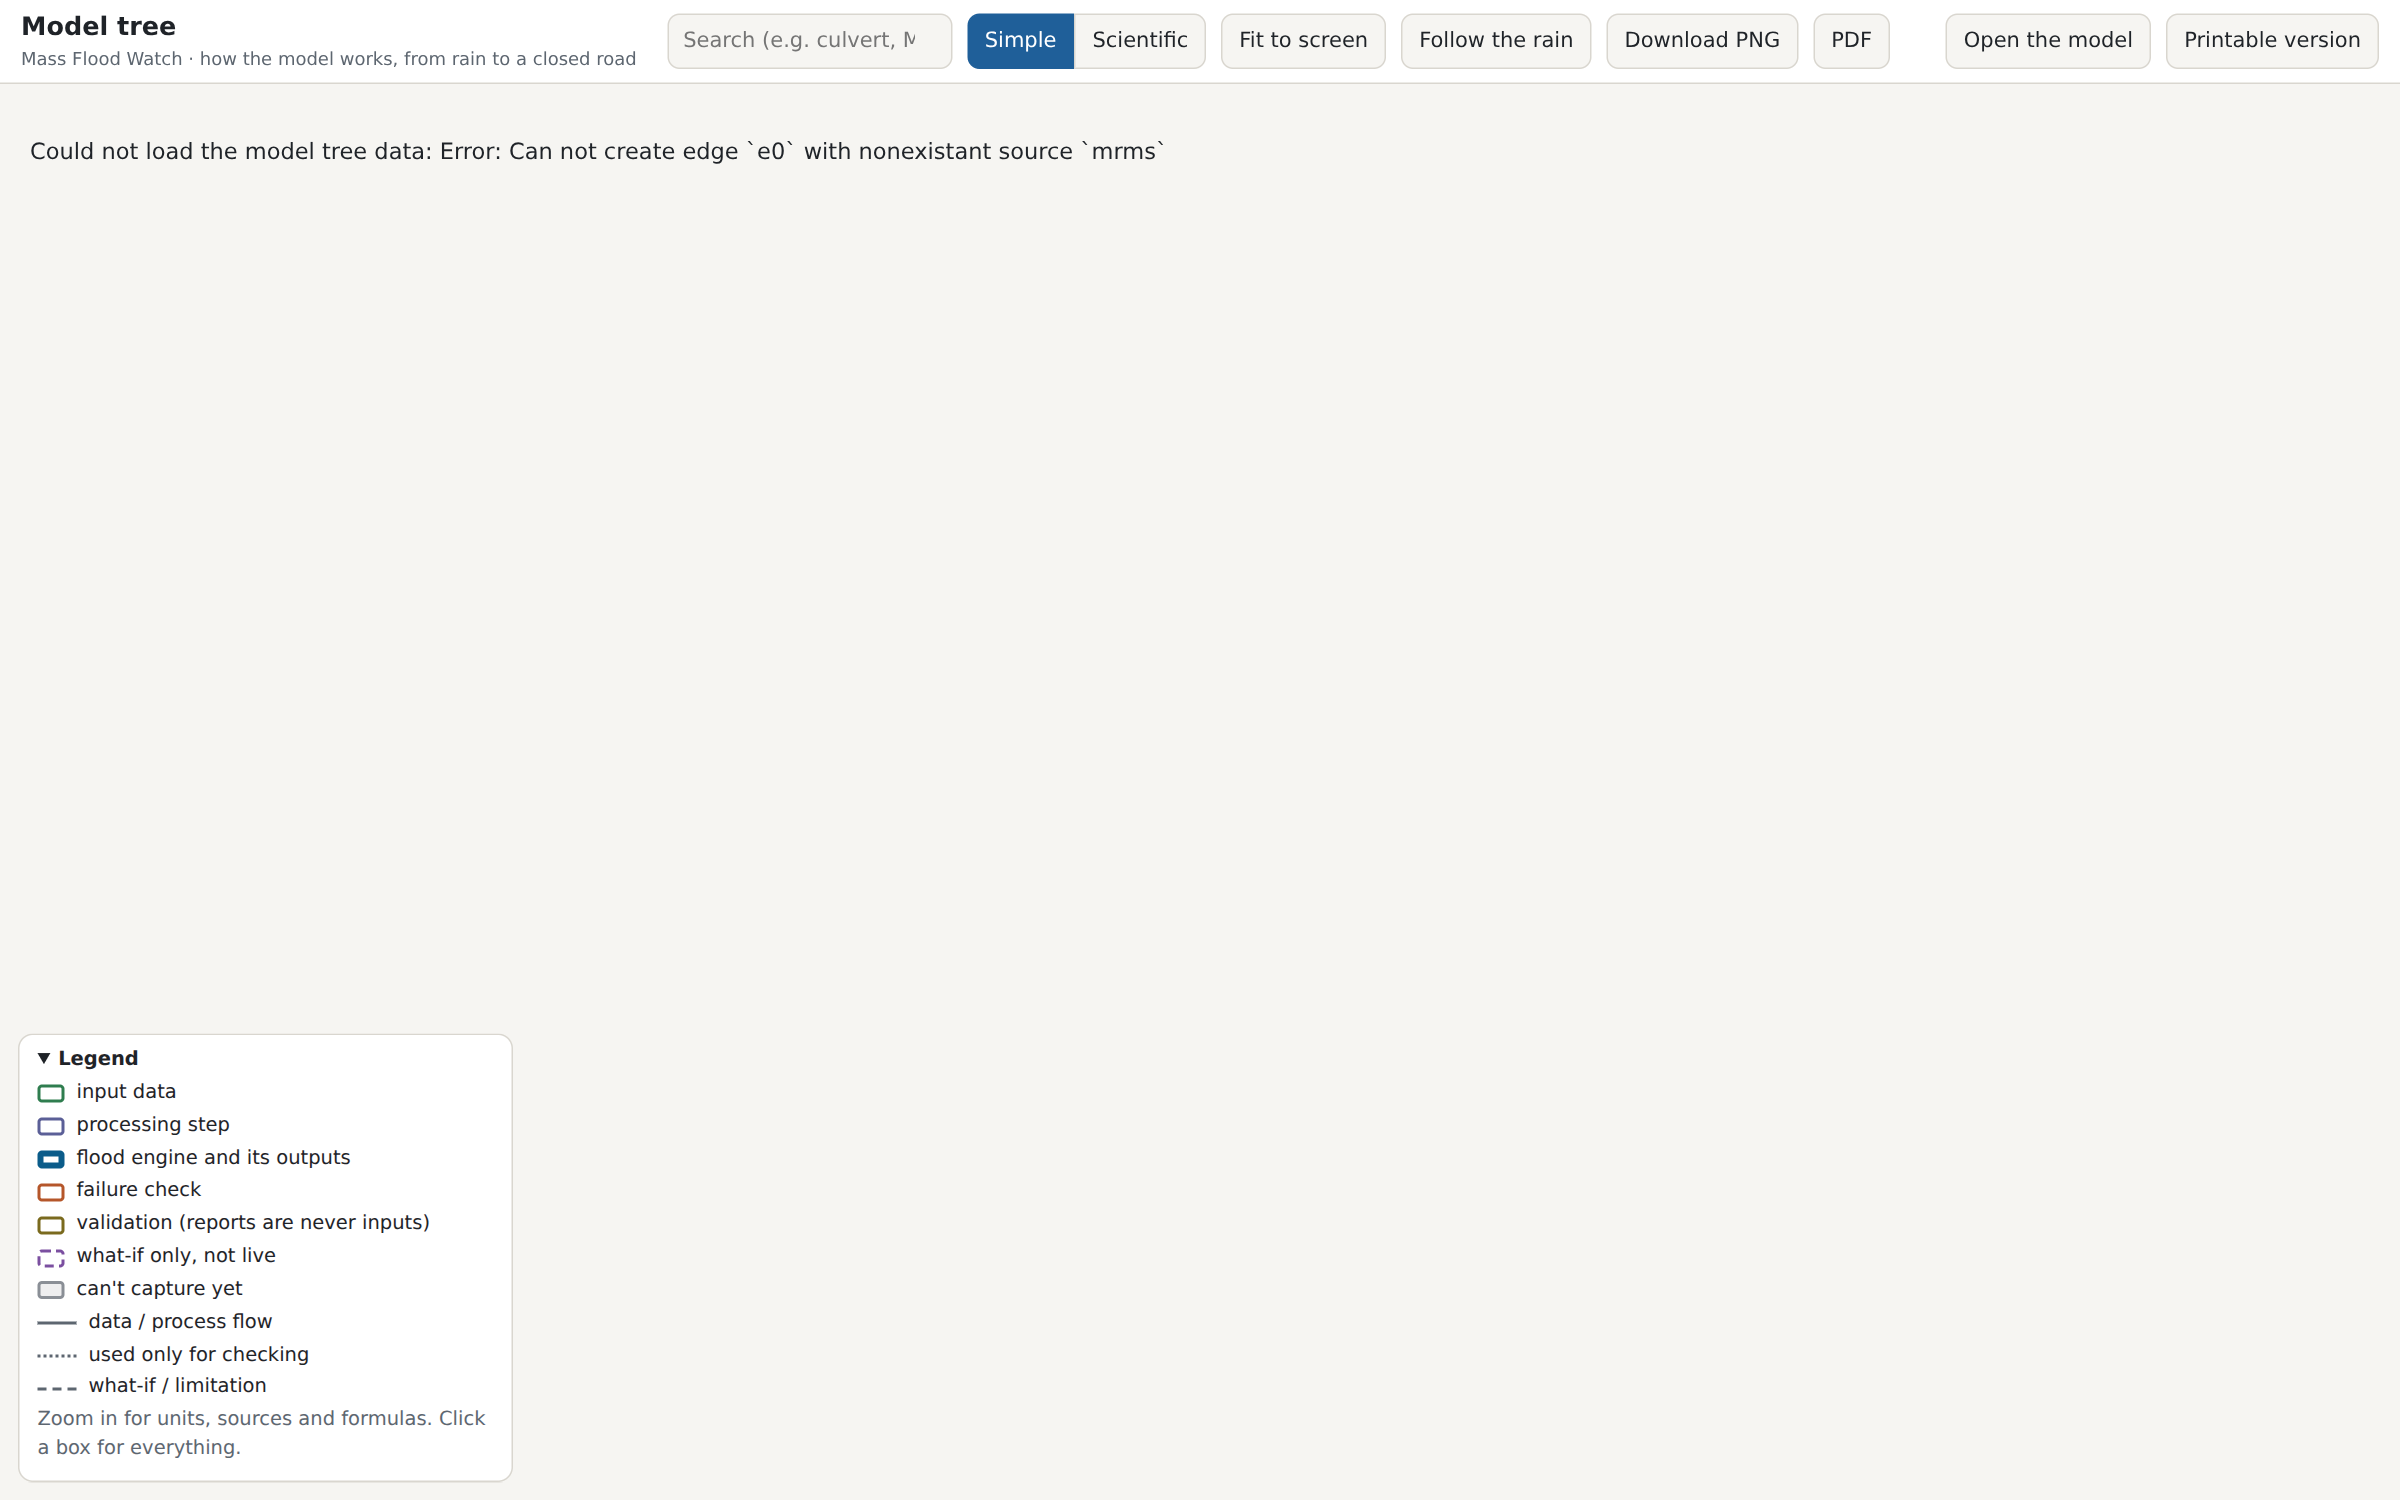 Model tree
Mass Flood Watch · how the model works, from rain to a closed road
Search (e.g. culvert, M
Simple
Scientific
Fit to screen
Follow the rain
Download PNG
PDF
Open the model
Printable version
Could not load the model tree data: Error: Can not create edge `e0` with nonexistant source `mrms`
▼ Legend
input data
processing step
flood engine and its outputs
failure check
validation (reports are never inputs)
what-if only, not live
can't capture yet
data / process flow
used only for checking
what-if / limitation
Zoom in for units, sources and formulas. Click
a box for everything.